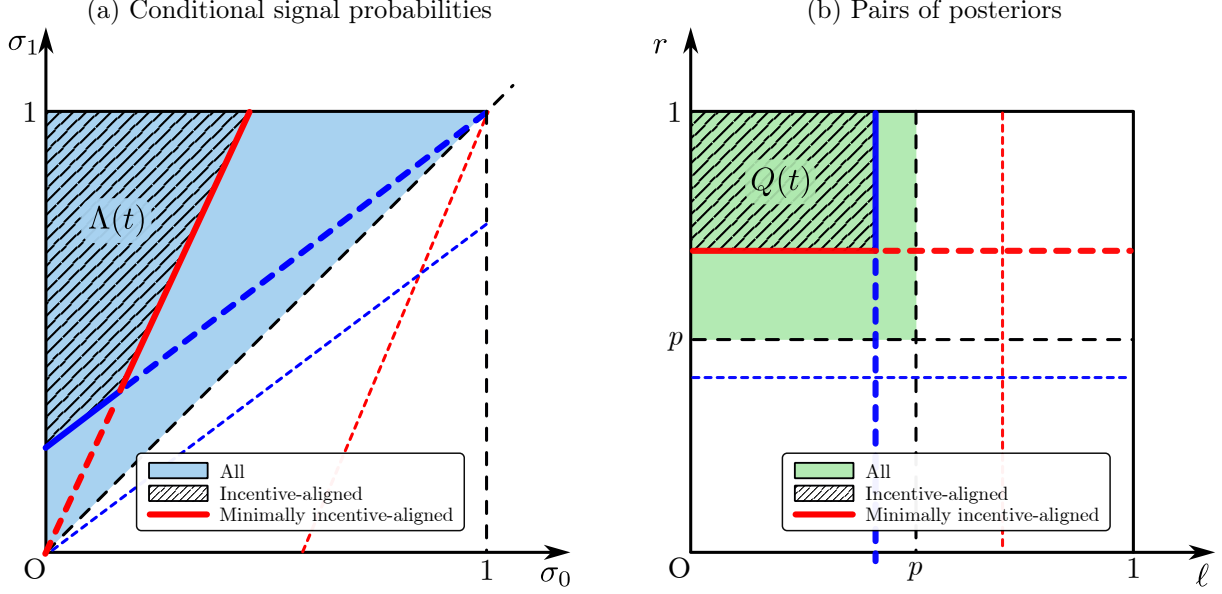 (a) Conditional signal probabilities
σ₁
1
Λ(t)
All
Incentive-aligned
Minimally incentive-aligned
O
1
σ₀
(b) Pairs of posteriors
r
1
Q(t)
p
All
Incentive-aligned
Minimally incentive-aligned
O
p
1
ℓ